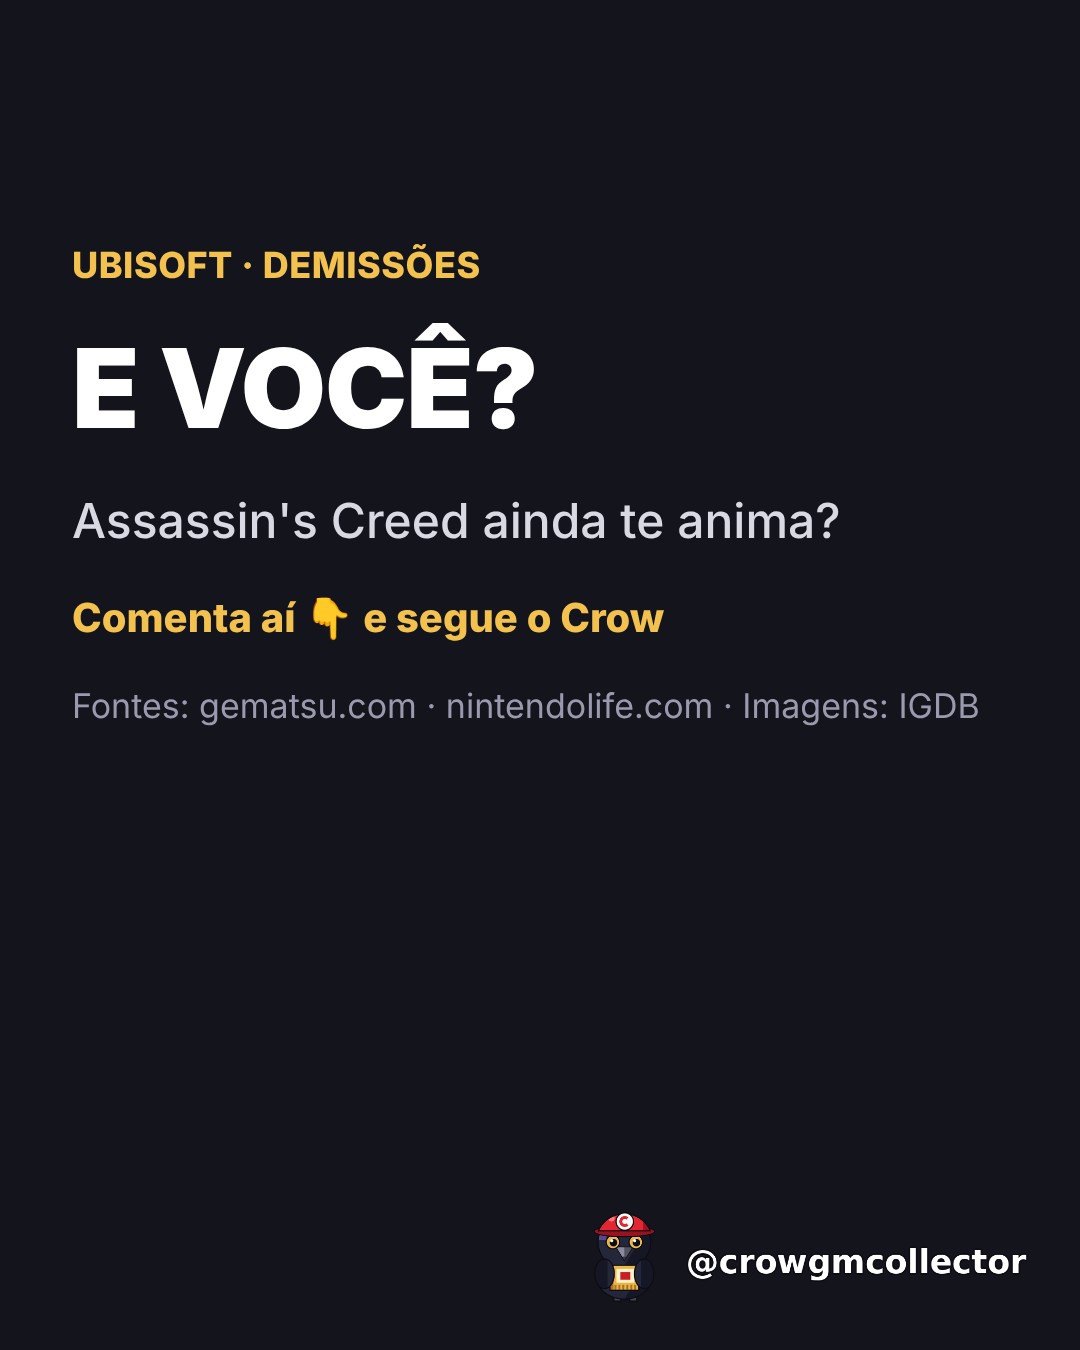 UBISOFT · DEMISSÕES
E VOCÊ?
Assassin's Creed ainda te anima?
Comenta aí 👇 e segue o Crow
Fontes: gematsu.com · nintendolife.com · Imagens: IGDB
C
@crowgmcollector